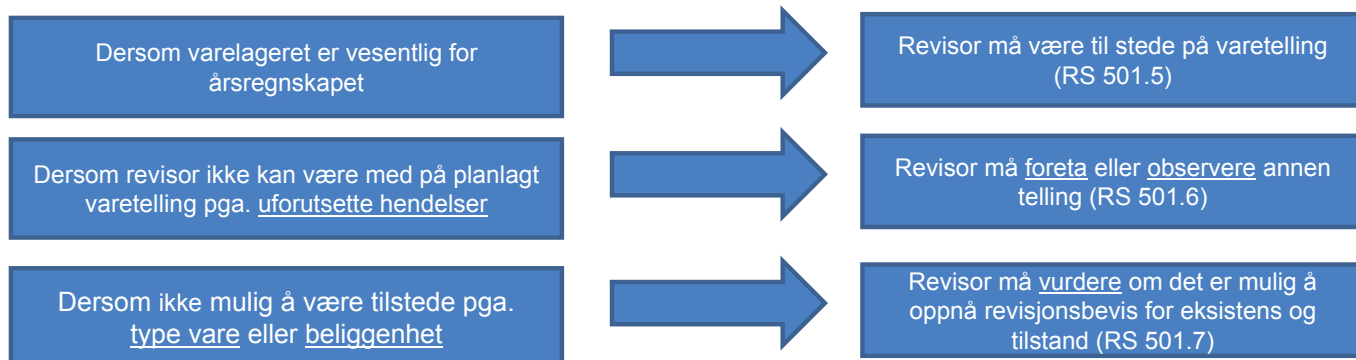 Dersom varelageret er vesentlig for
årsregnskapet
Revisor må være til stede på varetelling
(RS 501.5)
Dersom revisor ikke kan være med på planlagt
varetelling pga. uforutsette hendelser
Revisor må foreta eller observere annen
telling (RS 501.6)
Dersom ikke mulig å være tilstede pga.
type vare eller beliggenhet
Revisor må vurdere om det er mulig å
oppnå revisjonsbevis for eksistens og
tilstand (RS 501.7)